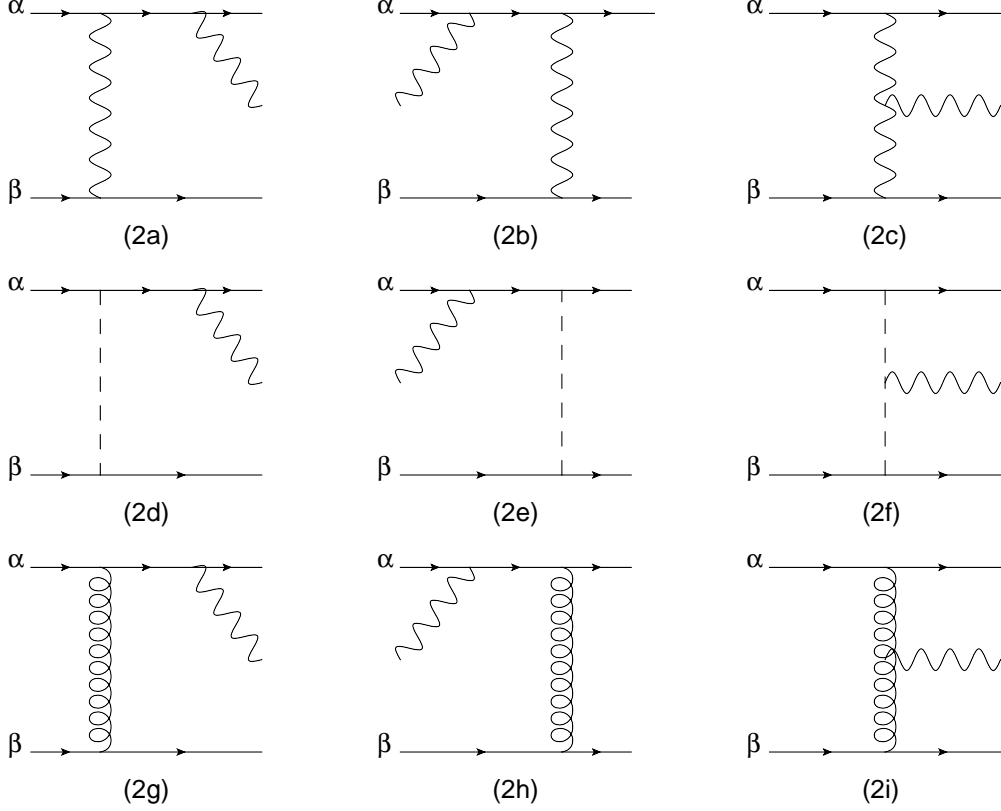 α α α
β β β
(2a) (2b) (2c)
α α α
β β β
(2d) (2e) (2f)
α α α
β β β
(2g) (2h) (2i)